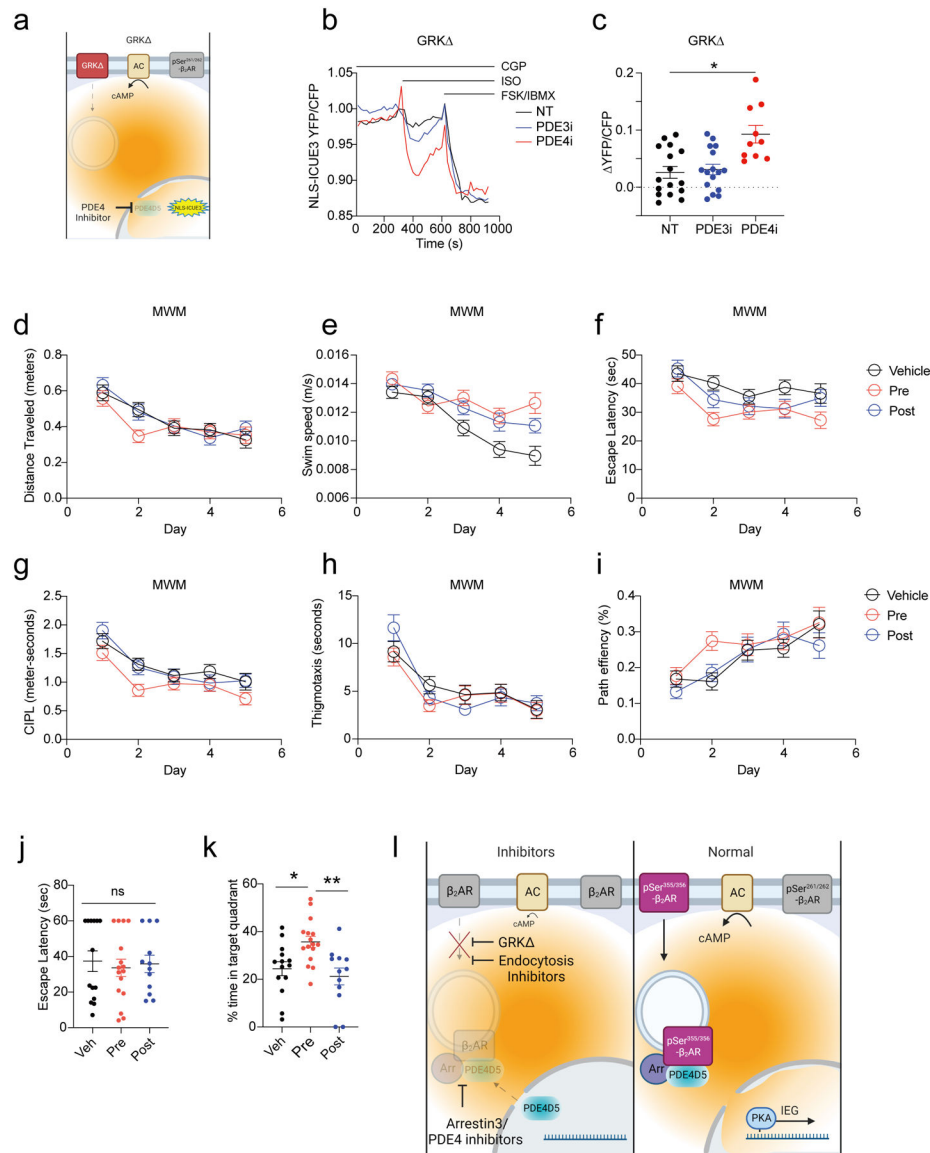 a
GRKΔ
GRKΔ
AC
pSer261/262
-β2AR
cAMP
PDE4
Inhibitor
PDE4D5
NLS-ICUE3
b
GRKΔ
CGP
ISO
FSK/IBMX
NT
PDE3i
PDE4i
NLS-ICUE3 YFP/CFP
1.05
1.00
0.95
0.90
0.85
0 200 400 600 800 1000
Time (s)
c
GRKΔ
*
ΔYFP/CFP
0.2
0.1
0.0
NT PDE3i PDE4i
d
MWM
Distance Traveled (meters)
0.8
0.6
0.4
0.2
0.0
0 2 4 6
Day
e
MWM
Swim speed (m/s)
0.016
0.014
0.012
0.010
0.008
0.006
0 2 4 6
Day
f
MWM
Escape Latency (sec)
50
40
30
20
10
0
0 2 4 6
Day
Vehicle
Pre
Post
g
MWM
CIPL (meter-seconds)
2.5
2.0
1.5
1.0
0.5
0.0
0 2 4 6
Day
h
MWM
Thigmotaxis (seconds)
15
10
5
0
0 2 4 6
Day
i
MWM
Path effiency (%)
0.4
0.3
0.2
0.1
0.0
0 2 4 6
Day
Vehicle
Pre
Post
j
ns
Escape Latency (sec)
80
60
40
20
0
Veh Pre Post
k
* **
% time in target quadrant
60
40
20
0
Veh Pre Post
l
Inhibitors
β2AR
AC
β2AR
cAMP
GRKΔ
Endocytosis
Inhibitors
β2AR
Arr
PDE4D5
PDE4D5
Arrestin3/
PDE4 inhibitors
Normal
pSer355/356
-β2AR
AC
pSer261/262
-β2AR
cAMP
pSer355/356
-β2AR
Arr
PDE4D5
PKA
IEG